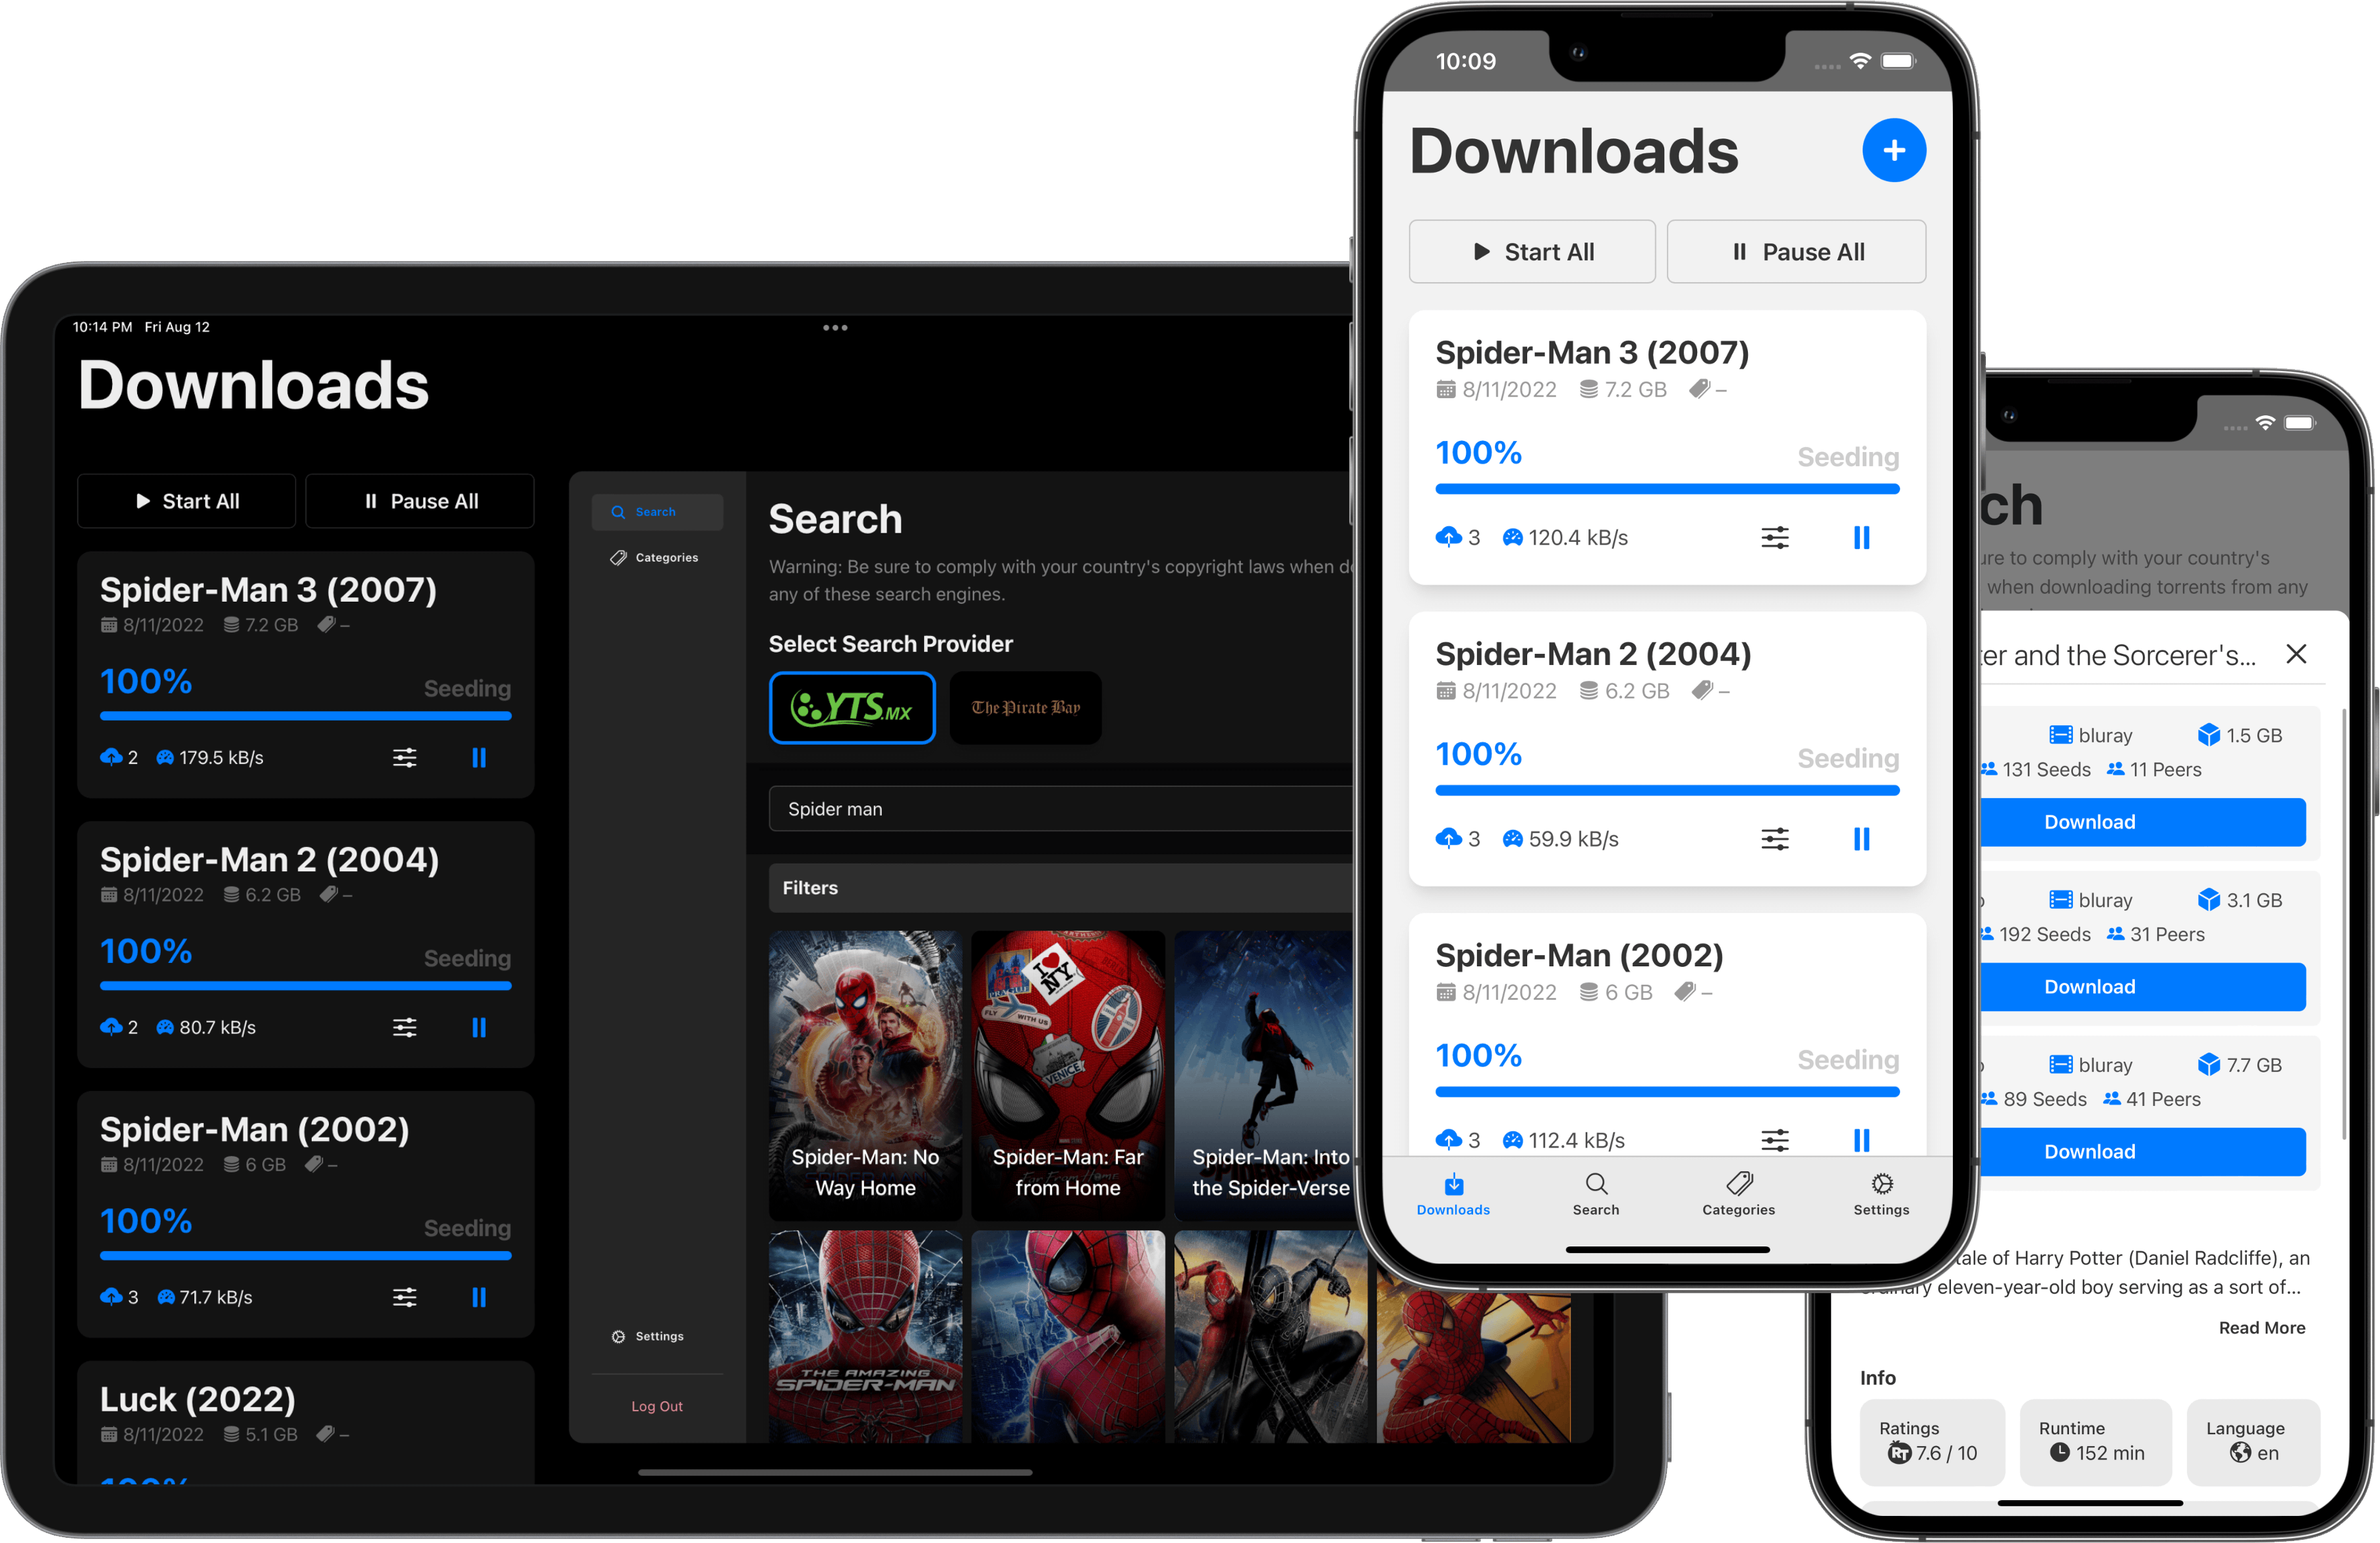 10:14 PM Fri Aug 12
Downloads
Start All
Pause All
Spider-Man 3 (2007)
8/11/2022 7.2 GB –
100%
Seeding
2 179.5 kB/s
Spider-Man 2 (2004)
8/11/2022 6.2 GB –
100%
Seeding
2 80.7 kB/s
Spider-Man (2002)
8/11/2022 6 GB –
100%
Seeding
3 71.7 kB/s
Luck (2022)
8/11/2022 5.1 GB –
100%
Search
Categories
Settings
Log Out
Search
Warning: Be sure to comply with your country's copyright laws when
any of these search engines.
Select Search Provider
YTS.MX
The Pirate Bay
Spider man
Filters
I NY
FLY WITH US
VENICE
Spider-Man: No
Way Home
Spider-Man: Far
from Home
Spider-Man: Into
the Spider-Verse
THE AMAZING
SPIDER-MAN
10:09
Downloads
Start All
Pause All
Spider-Man 3 (2007)
8/11/2022 7.2 GB –
100%
Seeding
3 120.4 kB/s
Spider-Man 2 (2004)
8/11/2022 6.2 GB –
100%
Seeding
3 59.9 kB/s
Spider-Man (2002)
8/11/2022 6 GB –
100%
Seeding
3 112.4 kB/s
Downloads
Search
Categories
Settings
ch
ure to comply with your country's
when downloading torrents from any
ter and the Sorcerer's...
bluray 1.5 GB
131 Seeds 11 Peers
Download
bluray 3.1 GB
192 Seeds 31 Peers
Download
bluray 7.7 GB
89 Seeds 41 Peers
Download
tale of Harry Potter (Daniel Radcliffe), an
ordinary eleven-year-old boy serving as a sort of...
Read More
Info
Ratings
RT 7.6 / 10
Runtime
152 min
Language
en